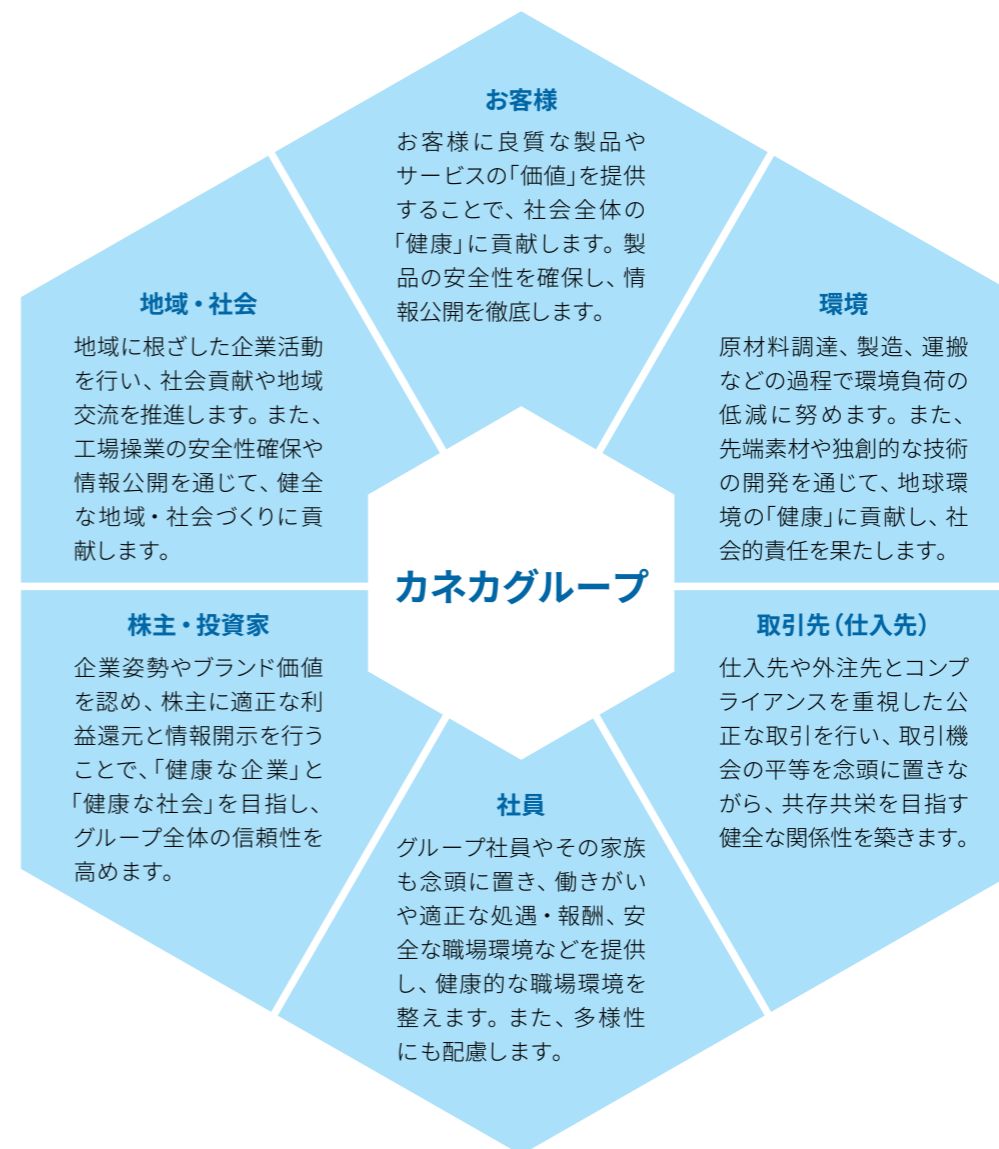 お客様
お客様に良質な製品や
サービスの「価値」を提供
することで、社会全体の
「健康」に貢献します。製
品の安全性を確保し、情
報公開を徹底します。
地域・社会
地域に根ざした企業活動
を行い、社会貢献や地域
交流を推進します。また、
工場操業の安全性確保や
情報公開を通じて、健全
な地域・社会づくりに貢
献します。
環境
原材料調達、製造、運搬
などの過程で環境負荷の
低減に努めます。また、
先端素材や独創的な技術
の開発を通じて、地球環
境の「健康」に貢献し、社
会的責任を果たします。
カネカグループ
株主・投資家
企業姿勢やブランド価値
を認め、株主に適正な利
益還元と情報開示を行う
ことで、「健康な企業」と
「健康な社会」を目指し、
グループ全体の信頼性を
高めます。
社員
グループ社員やその家族
も念頭に置き、働きがい
や適正な処遇・報酬、安
全な職場環境などを提供
し、健康的な職場環境を
整えます。また、多様性
にも配慮します。
取引先（仕入先）
仕入先や外注先とコンプ
ライアンスを重視した公
正な取引を行い、取引機
会の平等を念頭に置きな
がら、共存共栄を目指す
健全な関係性を築きます。